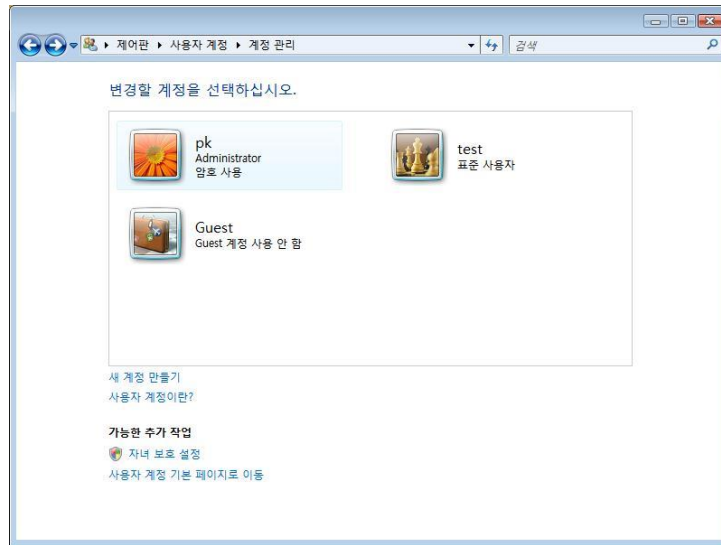 제어판 ▸ 사용자 계정 ▸ 계정 관리
검색
변경할 계정을 선택하십시오.
pk
Administrator
암호 사용
test
표준 사용자
Guest
Guest 계정 사용 안 함
새 계정 만들기
사용자 계정이란?
가능한 추가 작업
자녀 보호 설정
사용자 계정 기본 페이지로 이동